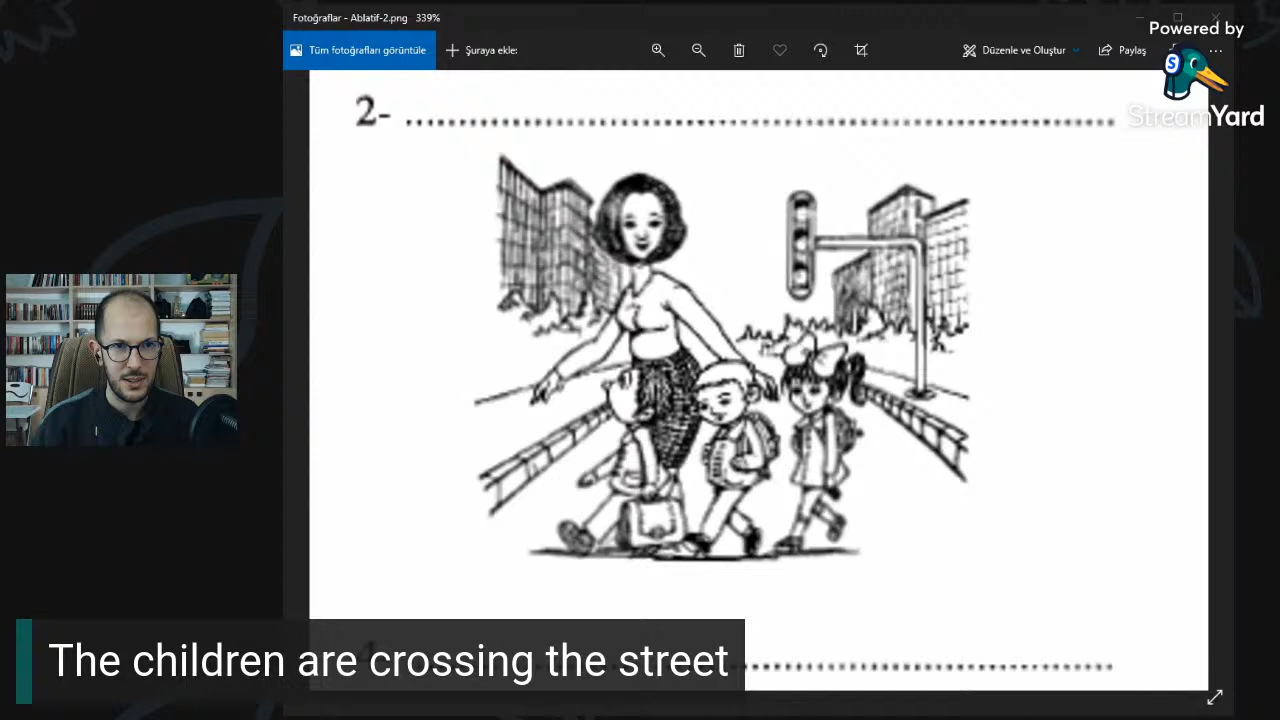 Fotoğraflar - Ablatif-2.png 339%
Powered by
Tüm fotoğrafları görüntüle
Şuraya ekle:
Düzenle ve Oluştur
Paylaş
StreamYard
2- ........................................................................
The children are crossing the street